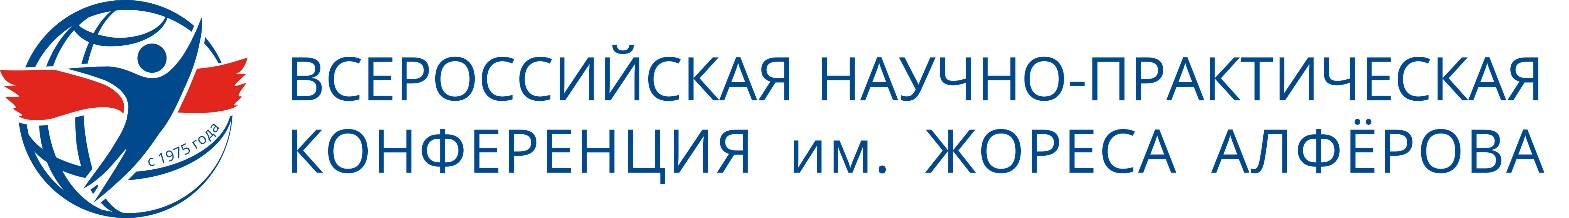 с 1975 года
ВСЕРОССИЙСКАЯ НАУЧНО-ПРАКТИЧЕСКАЯ
КОНФЕРЕНЦИЯ им. ЖОРЕСА АЛФЁРОВА